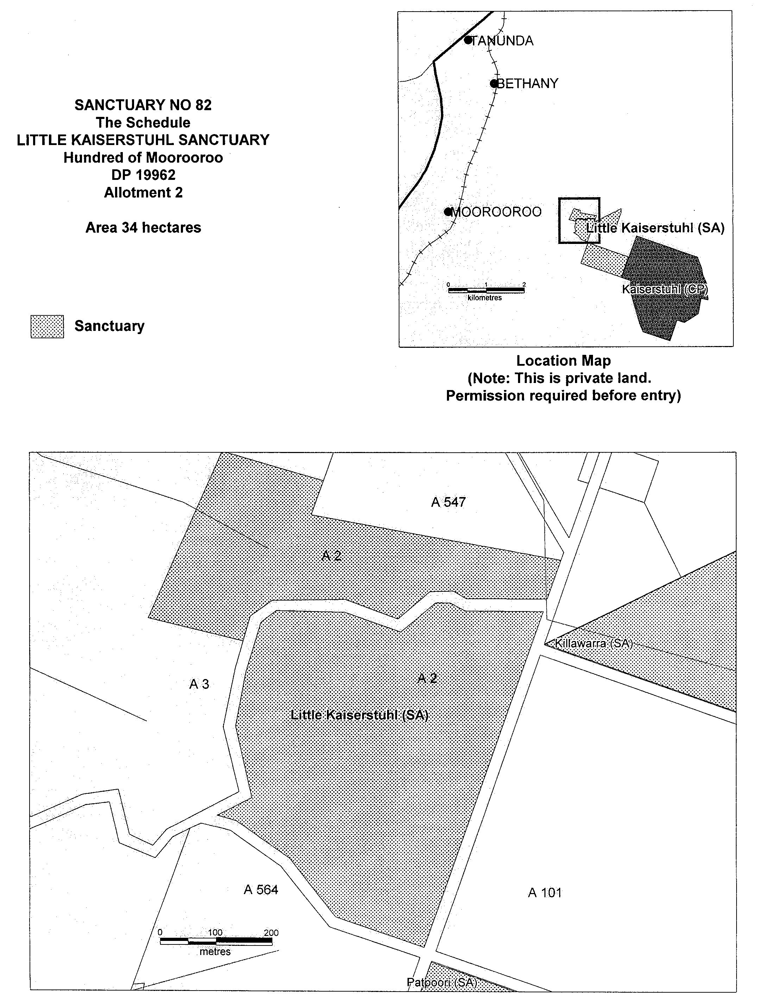 SANCTUARY NO 82
The Schedule
LITTLE KAISERSTUHL SANCTUARY
Hundred of Moorooroo
DP 19962
Allotment 2
Area 34 hectares
Sanctuary
TANUNDA
BETHANY
MOOROOROO
Little Kaiserstuhl (SA)
Kaiserstuhl (CP)
0 1 2
kilometres
Location Map
(Note: This is private land.
Permission required before entry)
A 547
A 2
Killawarra (SA)
A 3
A 2
Little Kaiserstuhl (SA)
A 564
A 101
0 100 200
metres
Patpoori (SA)